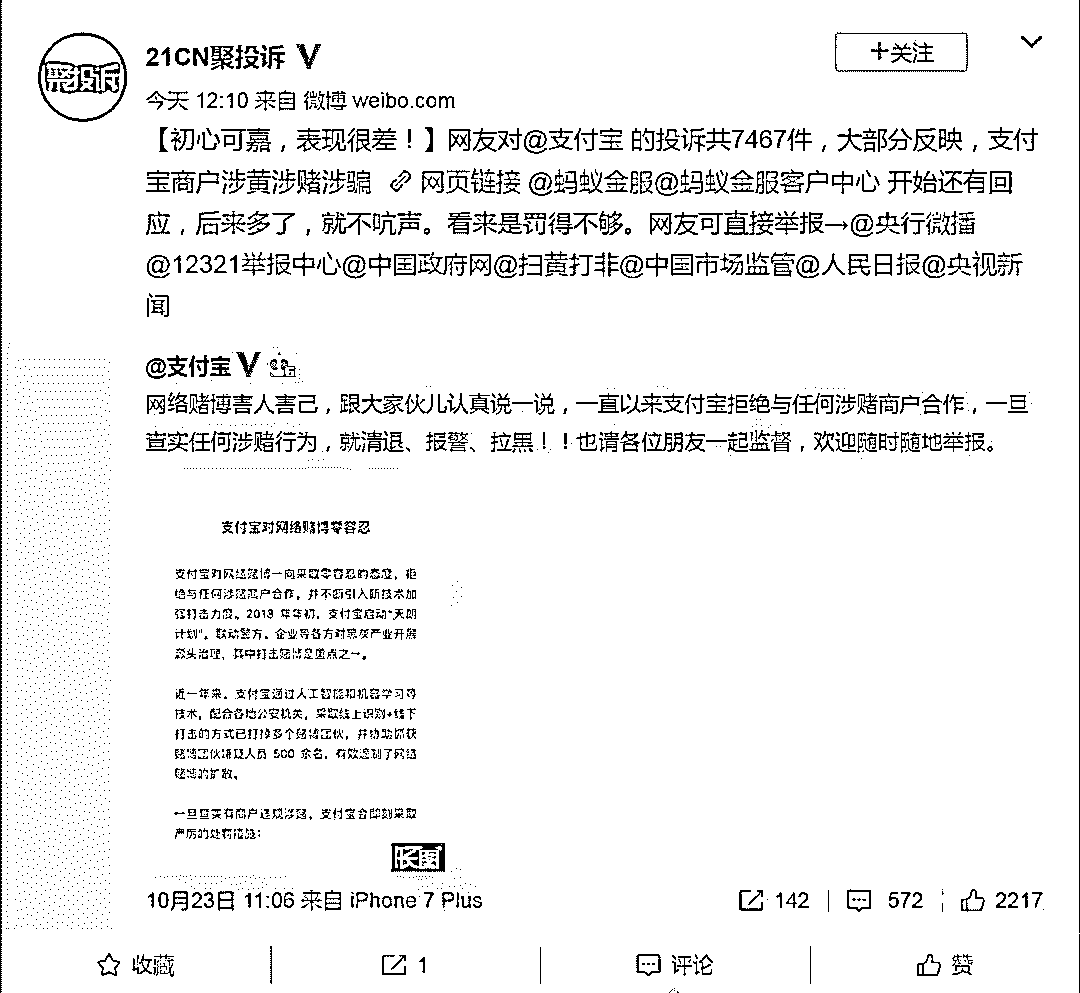 聚投诉
21CN聚投诉 V
+关注
今天 12:10 来自 微博 weibo.com
【初心可嘉，表现很差！】网友对@支付宝 的投诉共7467件，大部分反映，支付
宝商户涉黄涉赌涉骗 网页链接 @蚂蚁金服@蚂蚁金服客户中心 开始还有回
应，后来多了，就不吭声。看来是罚得不够。网友可直接举报→@央行微播
@12321举报中心@中国政府网@扫黄打非@中国市场监管@人民日报@央视新
闻
@支付宝 V
网络赌博害人害己，跟大家伙儿认真说一说，一直以来支付宝拒绝与任何涉赌商户合作，一旦
查实任何涉赌行为，就清退、报警、拉黑！！也请各位朋友一起监督，欢迎随时随地举报。
支付宝对网络赌博零容忍
支付宝对网络赌博一向采取零容忍的态度，拒
绝与任何涉赌商户合作，并不断引入新技术加
强打击力度。2018 年年初，支付宝启动“天朗
计划”，联动警方、企业等各方对黑灰产业开展
源头治理，其中打击赌博是重点之一。
近一年来，支付宝通过人工智能和机器学习等
技术，配合各地公安机关，采取线上识别+线下
打击的方式已打掉多个赌博团伙，并协助抓获
赌博团伙涉及人员 500 余名，有效遏制了网络
赌博的扩散。
一旦查实有商户违规涉赌，支付宝会即刻采取
严厉的处罚措施：
长图
10月23日 11:06 来自 iPhone 7 Plus
142 572 2217
收藏 1 评论 赞